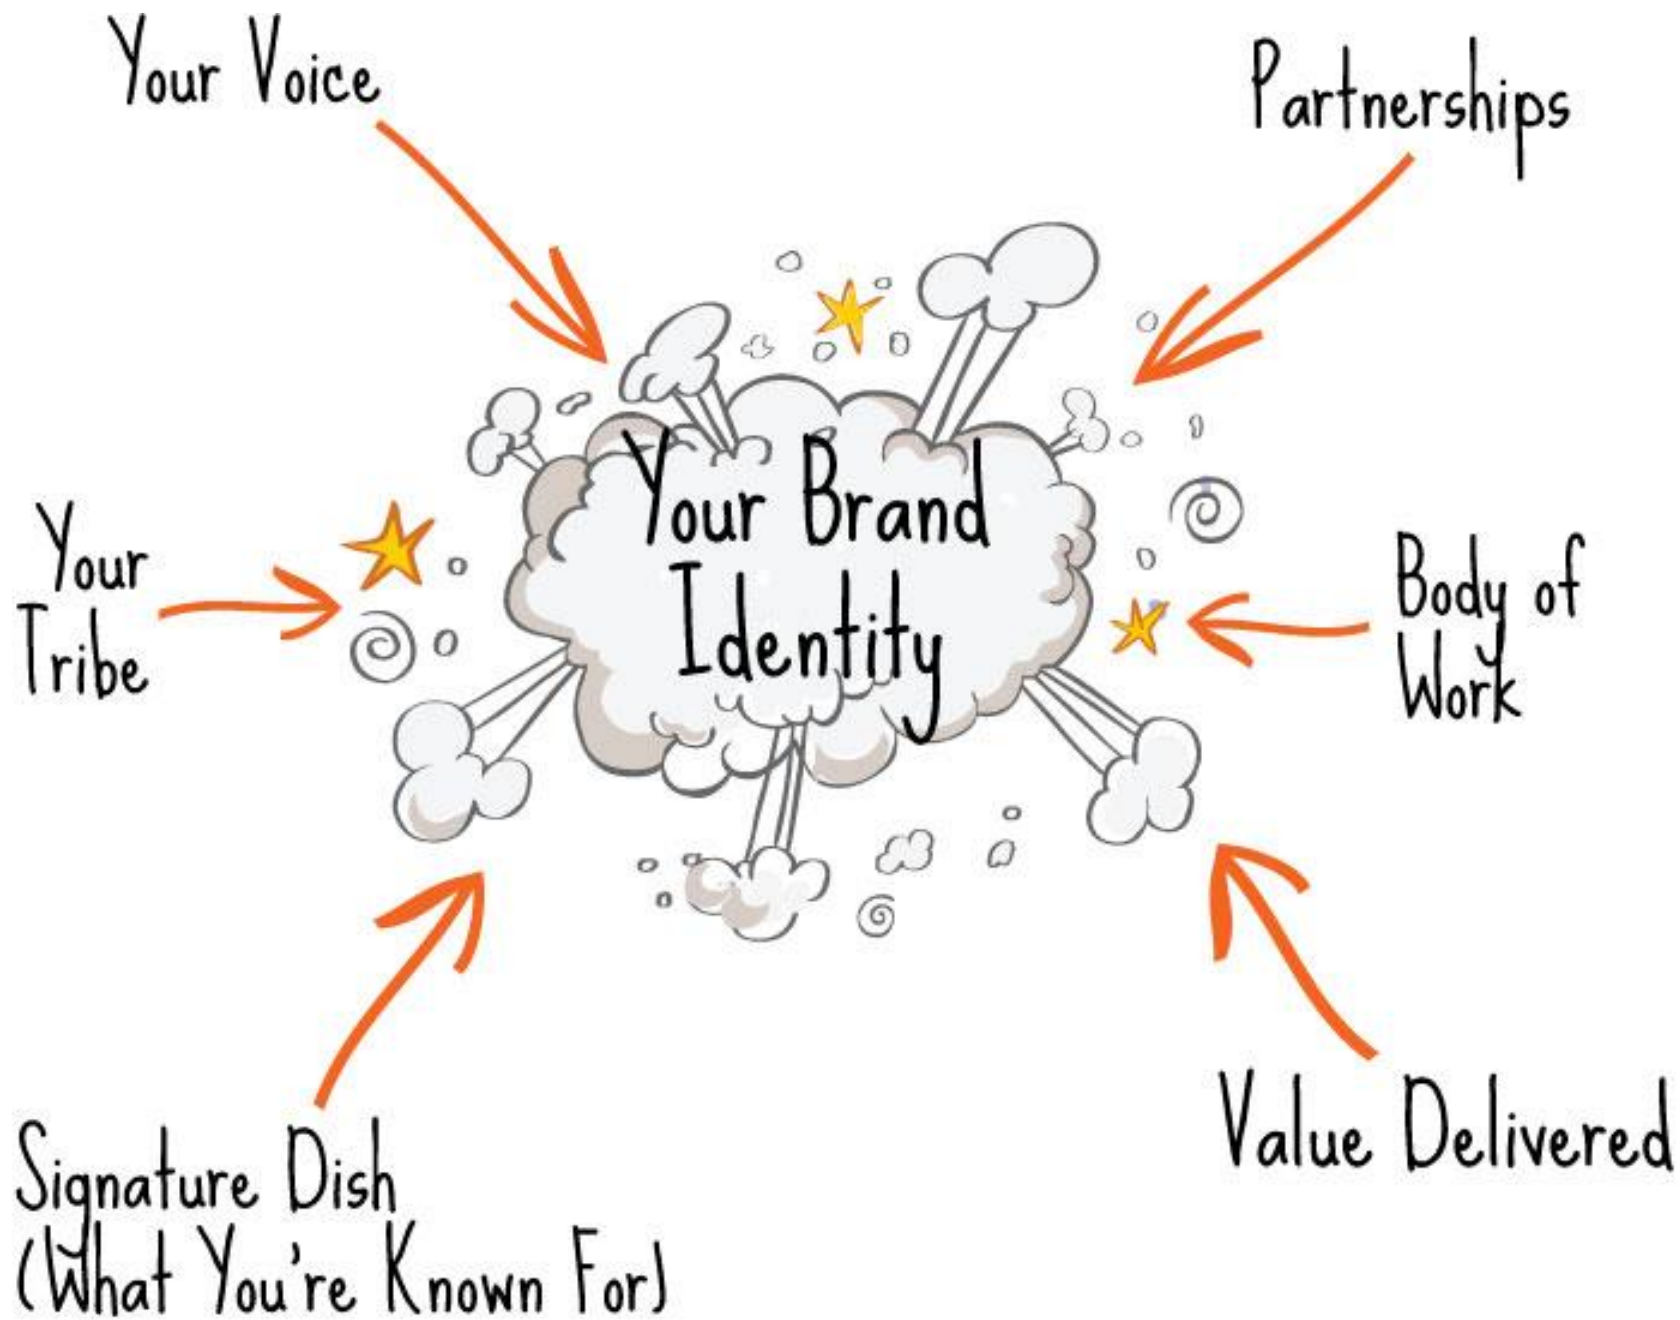 Your Voice
Partnerships
Your Brand
Identity
Your
Tribe
Body of
Work
Signature Dish
(What You're Known For)
Value Delivered